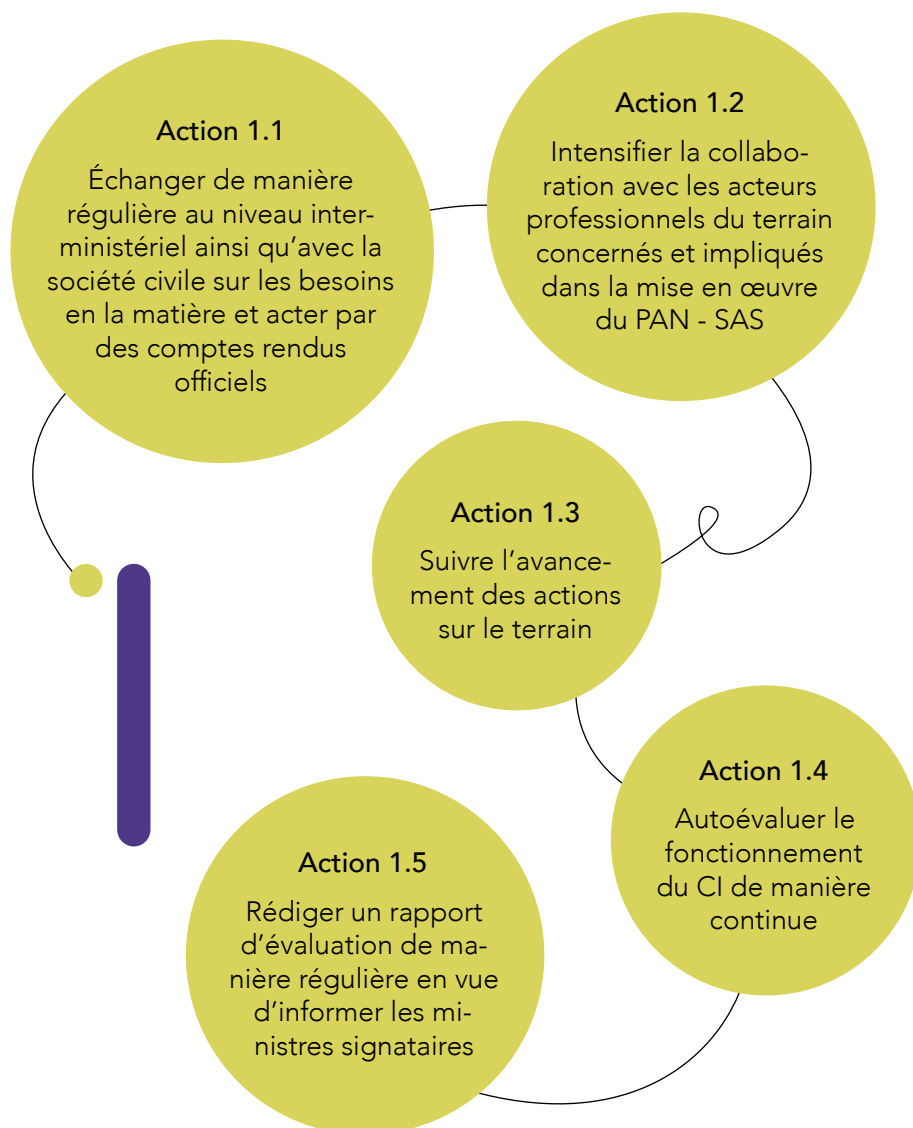 Action 1.1
Échanger de manière
régulière au niveau inter-
ministériel ainsi qu’avec la
société civile sur les besoins
en la matière et acter par
des comptes rendus
officiels
Action 1.2
Intensifier la collabo-
ration avec les acteurs
professionnels du terrain
concernés et impliqués
dans la mise en œuvre
du PAN - SAS
Action 1.3
Suivre l’avance-
ment des actions
sur le terrain
Action 1.4
Autoévaluer le
fonctionnement
du CI de manière
continue
Action 1.5
Rédiger un rapport
d’évaluation de ma-
nière régulière en vue
d’informer les mi-
nistres signataires